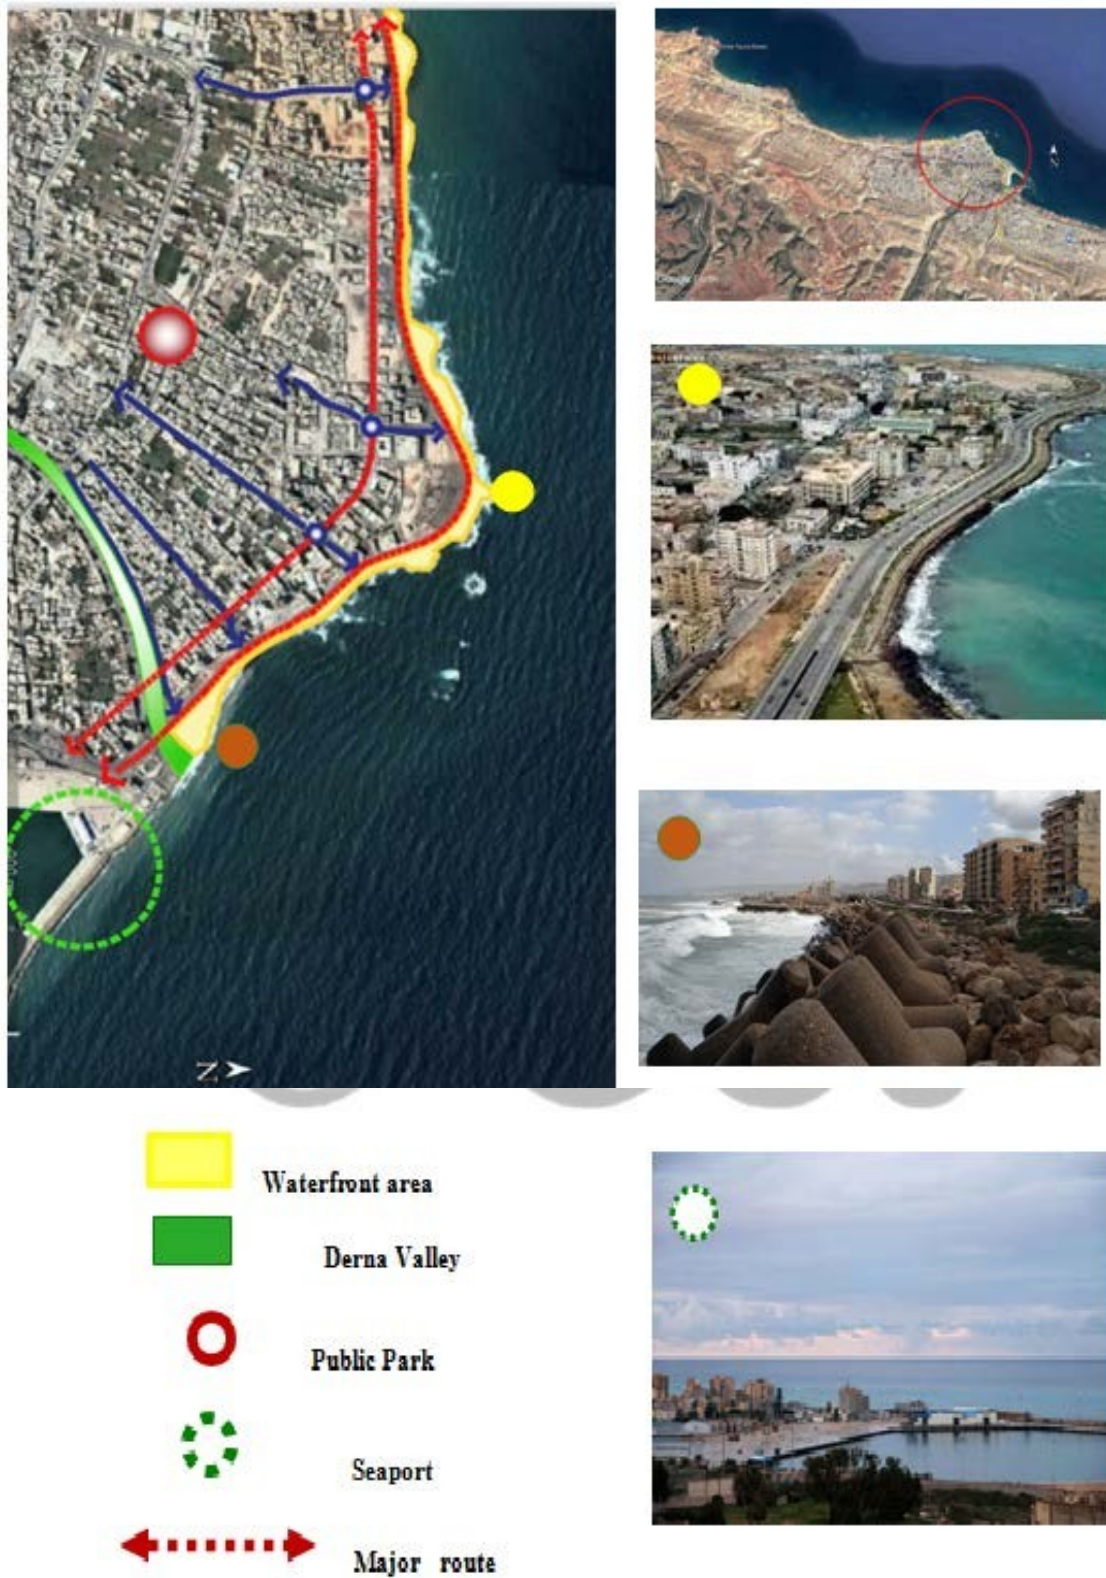 N
N
Waterfront area
Derna Valley
Public Park
Seaport
Major route